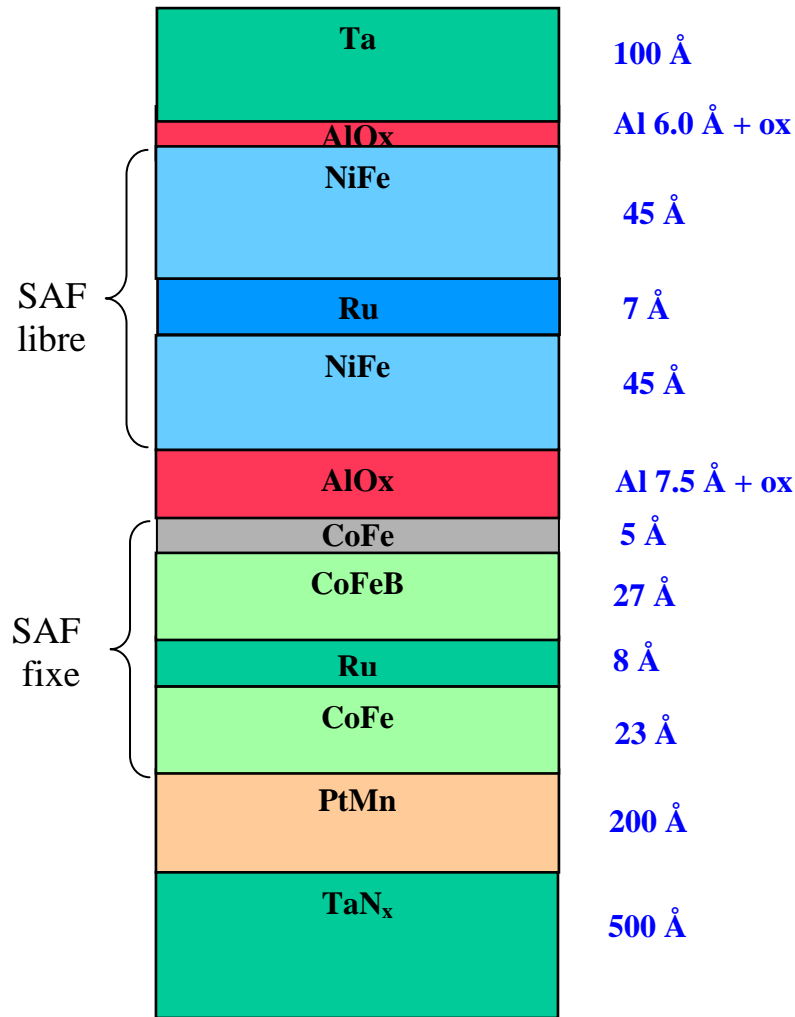 Ta
100 Å
AlOx
Al 6.0 Å + ox
NiFe
45 Å
SAF
libre
Ru
7 Å
NiFe
45 Å
AlOx
Al 7.5 Å + ox
CoFe
5 Å
CoFeB
27 Å
SAF
fixe
Ru
8 Å
CoFe
23 Å
PtMn
200 Å
TaNₓ
500 Å